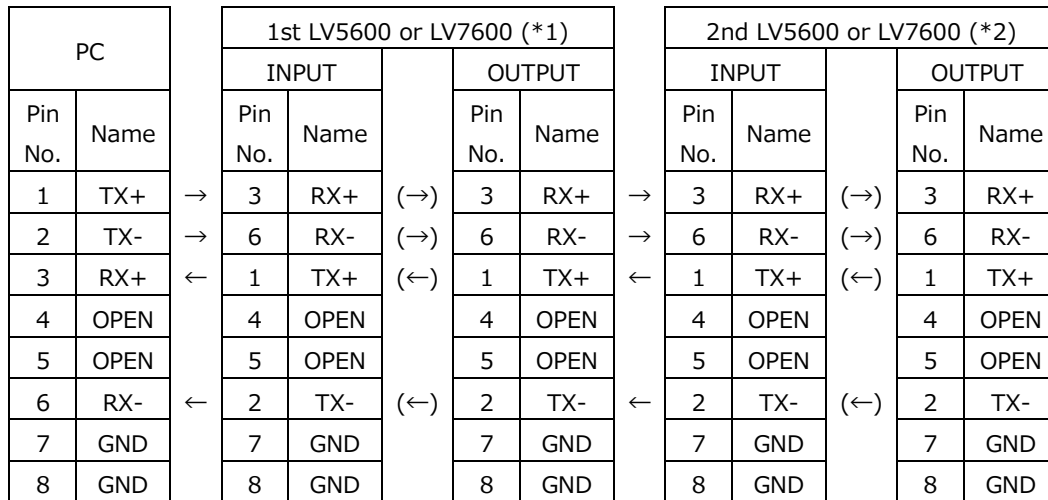 PC 1st LV5600 or LV7600 (*1) 2nd LV5600 or LV7600 (*2)
INPUT OUTPUT INPUT OUTPUT
Pin No. Name Pin No. Name Pin No. Name Pin No. Name Pin No. Name
1 TX+ → 3 RX+ (→) 3 RX+ → 3 RX+ (→) 3 RX+
2 TX- → 6 RX- (→) 6 RX- → 6 RX- (→) 6 RX-
3 RX+ ← 1 TX+ (←) 1 TX+ ← 1 TX+ (←) 1 TX+
4 OPEN 4 OPEN 4 OPEN 4 OPEN 4 OPEN
5 OPEN 5 OPEN 5 OPEN 5 OPEN 5 OPEN
6 RX- ← 2 TX- (←) 2 TX- ← 2 TX- (←) 2 TX-
7 GND 7 GND 7 GND 7 GND 7 GND
8 GND 8 GND 8 GND 8 GND 8 GND